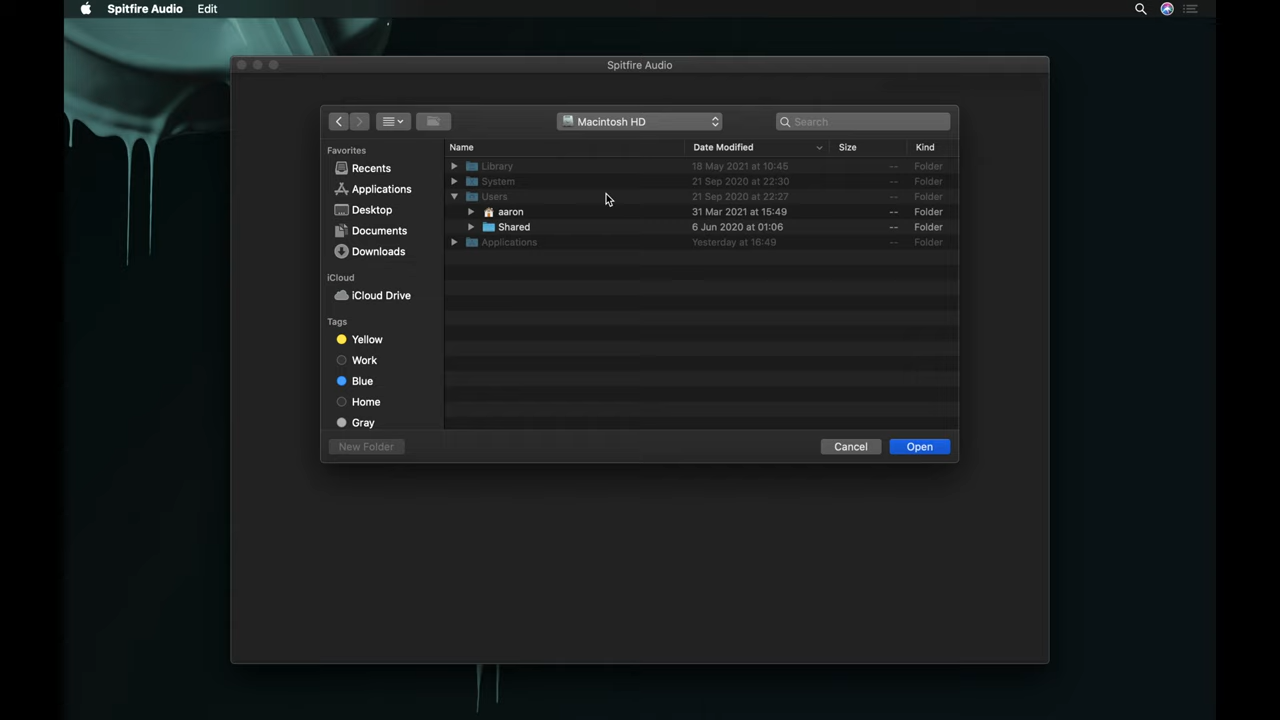 Spitfire Audio Edit
Spitfire Audio
Macintosh HD
Search
Favorites
Recents
Applications
Desktop
Documents
Downloads
iCloud
iCloud Drive
Tags
Yellow
Work
Blue
Home
Gray
Name Date Modified Size Kind
Library 18 May 2021 at 10:45 -- Folder
System 21 Sep 2020 at 22:30 -- Folder
Users 21 Sep 2020 at 22:27 -- Folder
aaron 31 Mar 2021 at 15:49 -- Folder
Shared 6 Jun 2020 at 01:06 -- Folder
Applications Yesterday at 16:49 -- Folder
New Folder Cancel Open